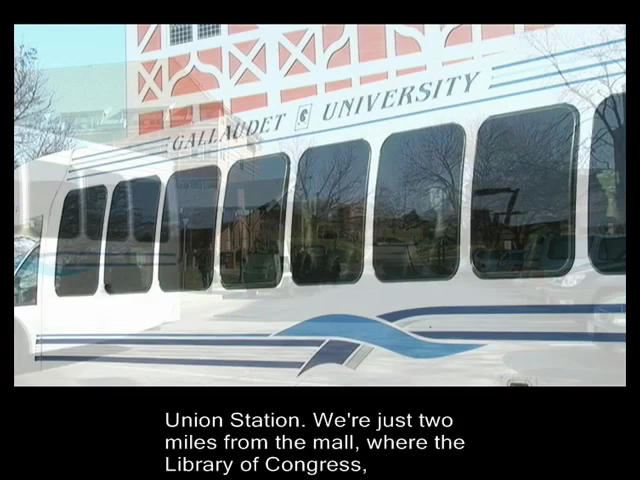 GALLAUDET UNIVERSITY
Union Station. We're just two
miles from the mall, where the
Library of Congress,